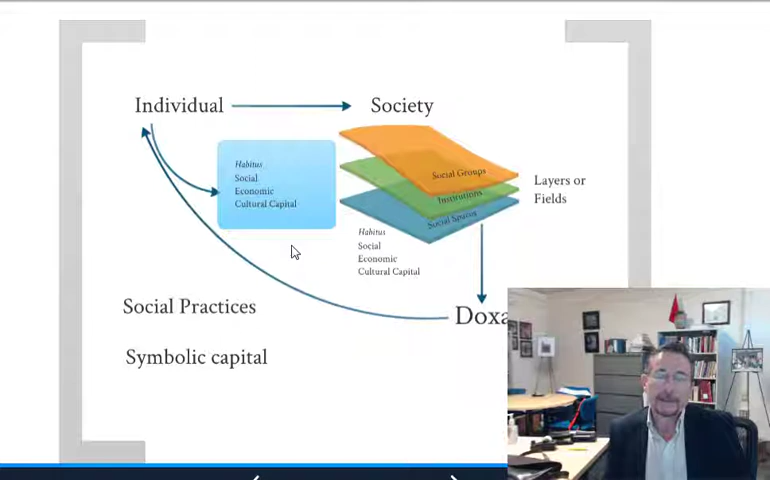 Individual
Society
Habitus
Social
Economic
Cultural Capital
Social Groups
Institutions
Social Spaces
Layers or
Fields
Habitus
Social
Economic
Cultural Capital
Social Practices
Doxa
Symbolic capital